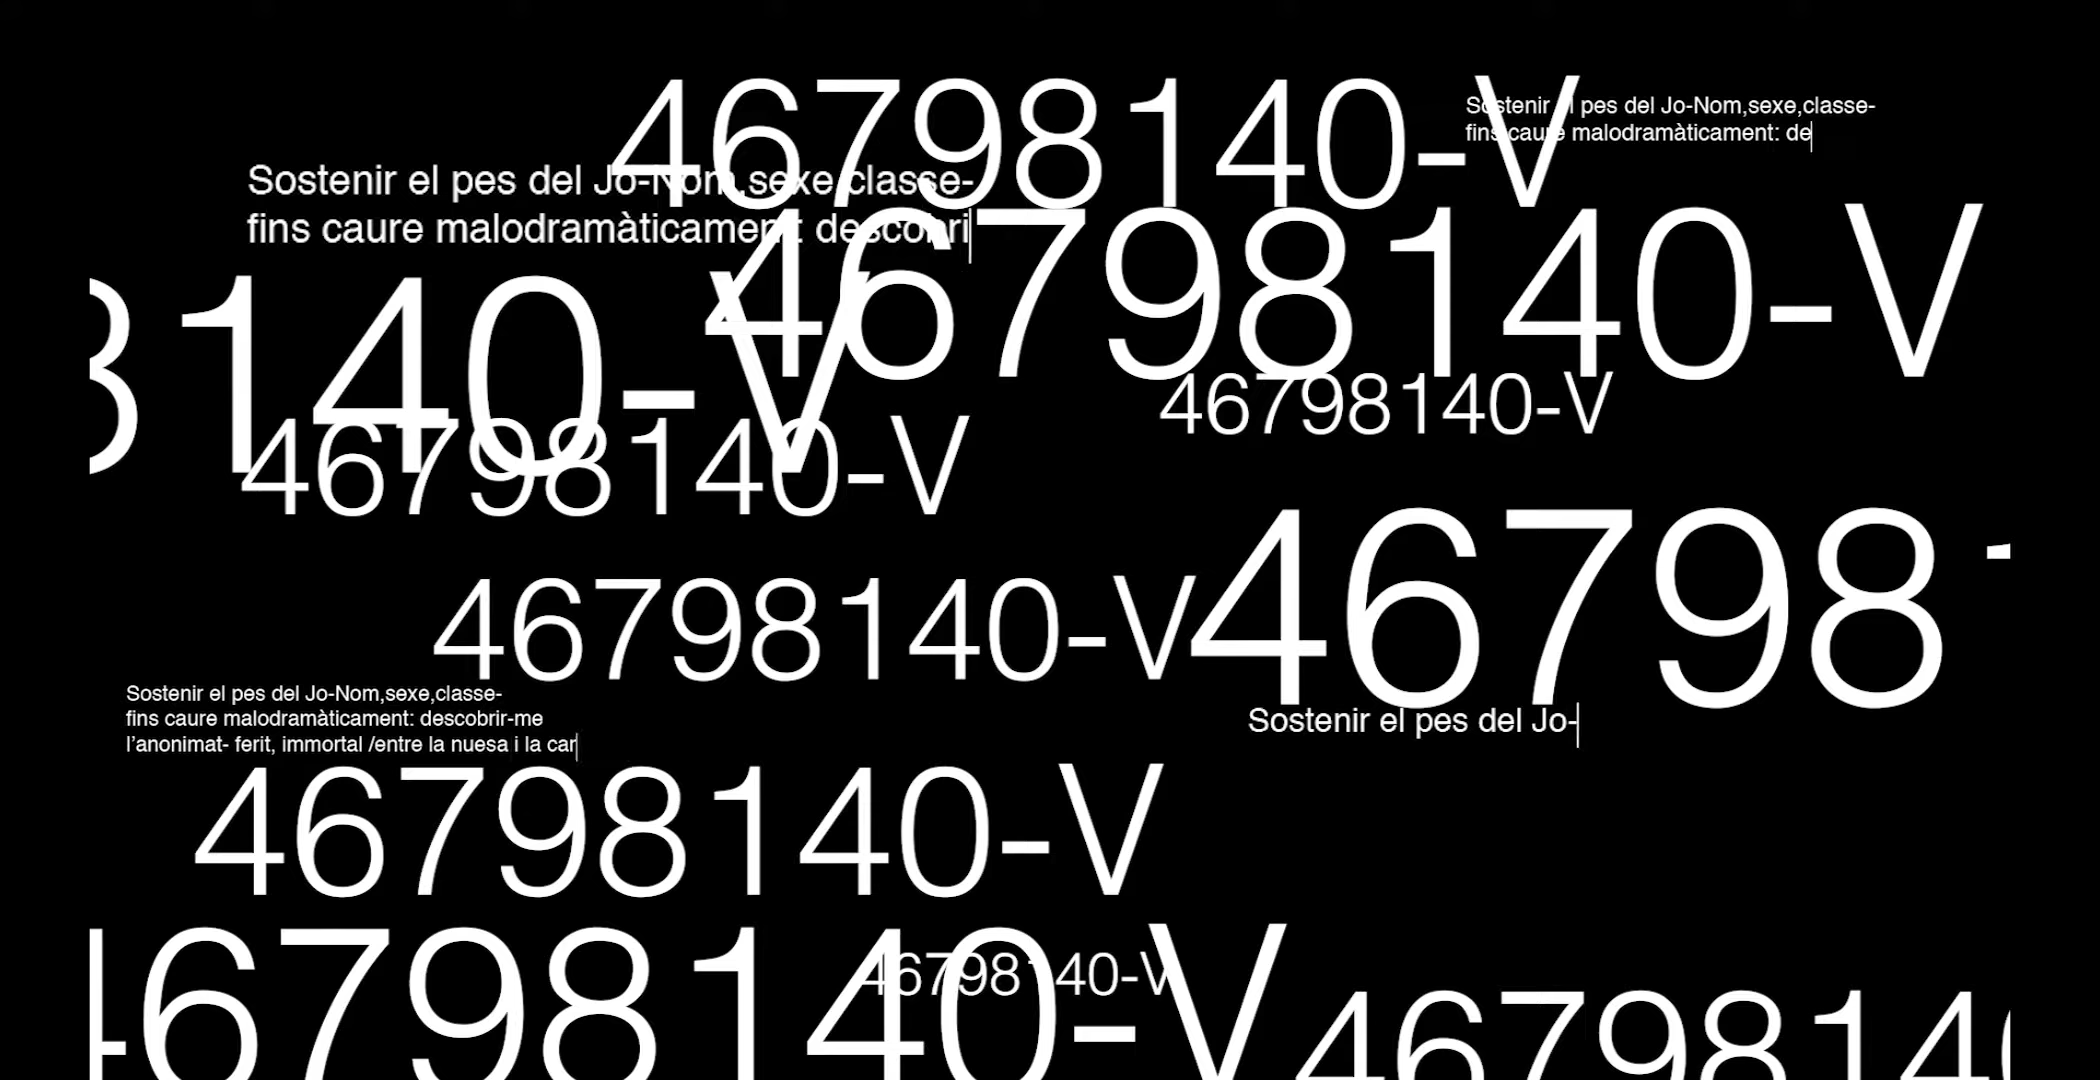 46798140-V
Sostenir el pes del Jo-Nom,sexe,classe-
fins caure malodramàticament: de
Sostenir el pes del Jo-Nom,sexe,classe-
fins caure malodramàticament descobri
46798140-V
8140-V
46798140-V
46798140-V
46798
46798140-V
Sostenir el pes del Jo-Nom,sexe,classe-
fins caure malodramàticament: descobrir-me
l’anonimat- ferit, immortal /entre la nuesa i la car
Sostenir el pes del Jo-
46798140-V
46798140-V
46798140-V
4679814